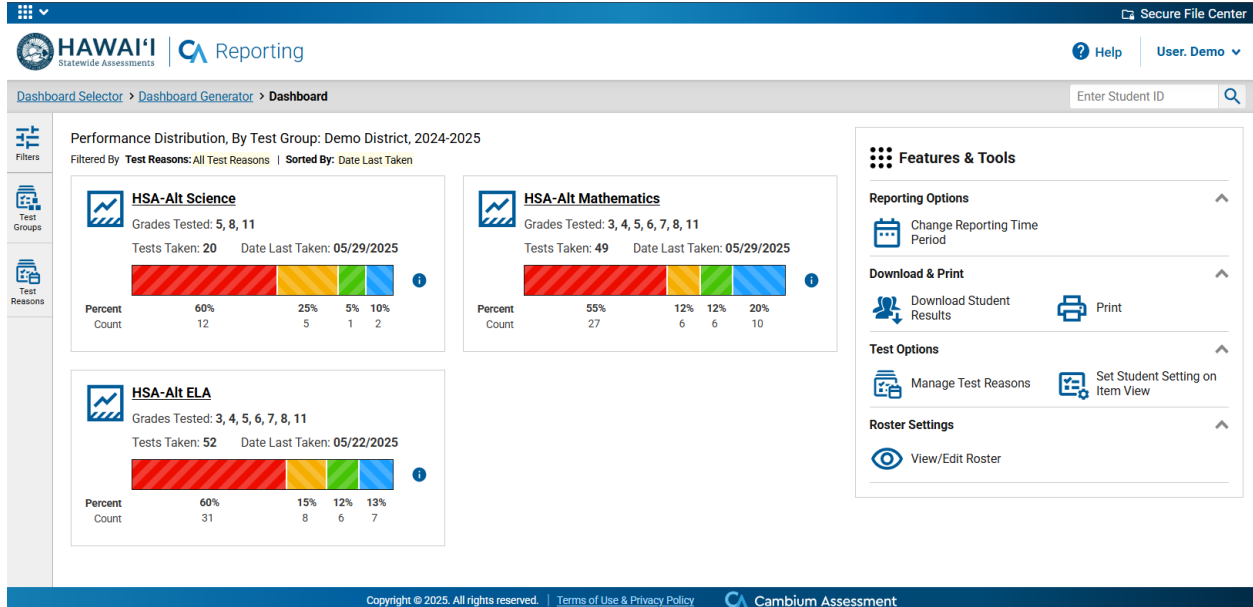 Secure File Center
HAWAI‘I
Statewide Assessments
CA Reporting
Help
User. Demo
Dashboard Selector > Dashboard Generator > Dashboard
Enter Student ID
Filters
Test
Groups
Test
Reasons
Performance Distribution, By Test Group: Demo District, 2024-2025
Filtered By Test Reasons: All Test Reasons | Sorted By: Date Last Taken
HSA-Alt Science
Grades Tested: 5, 8, 11
Tests Taken: 20 Date Last Taken: 05/29/2025
Percent 60% 25% 5% 10%
Count 12 5 1 2
HSA-Alt Mathematics
Grades Tested: 3, 4, 5, 6, 7, 8, 11
Tests Taken: 49 Date Last Taken: 05/29/2025
Percent 55% 12% 12% 20%
Count 27 6 6 10
HSA-Alt ELA
Grades Tested: 3, 4, 5, 6, 7, 8, 11
Tests Taken: 52 Date Last Taken: 05/22/2025
Percent 60% 15% 12% 13%
Count 31 8 6 7
Features & Tools
Reporting Options
Change Reporting Time
Period
Download & Print
Download Student
Results
Print
Test Options
Manage Test Reasons
Set Student Setting on
Item View
Roster Settings
View/Edit Roster
Copyright © 2025. All rights reserved. | Terms of Use & Privacy Policy
CA Cambium Assessment